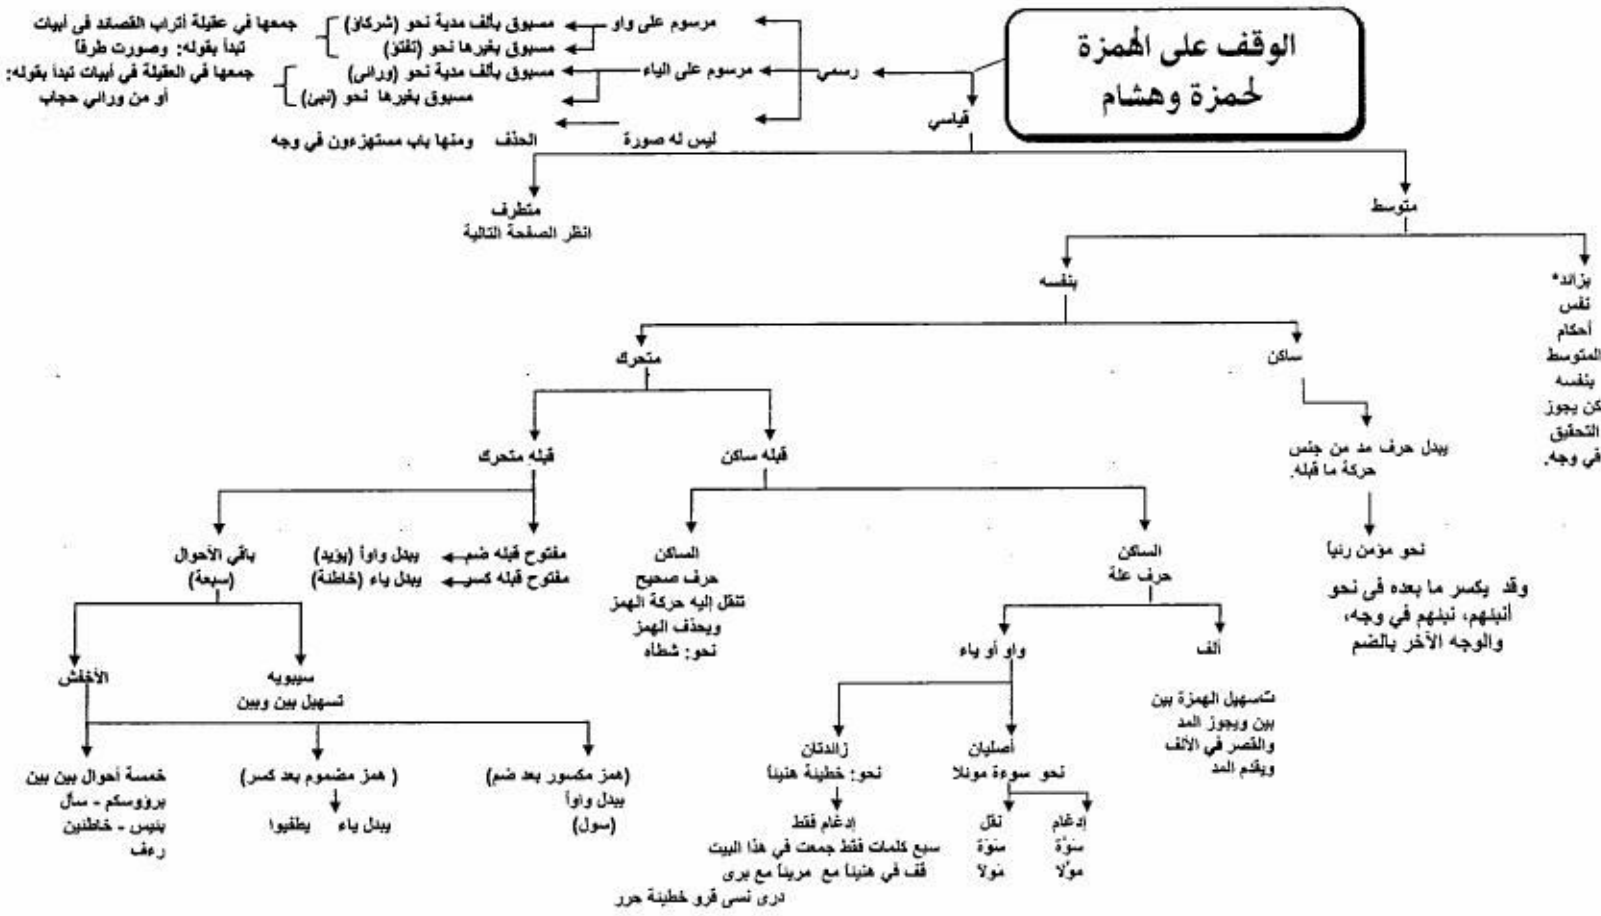 الوقف على الهمزة
لحمزة وهشام
رسمي
مرسوم على واو
مسبوق بألف مدية نحو (شركاؤ)
مسبوق بغيرها نحو (تفتؤ)
جمعها في عقيلة أتراب القصائد في أبيات
تبدأ بقوله: وصورت طرفاً
مرسوم على الياء
مسبوق بألف مدية نحو (ورائى)
مسبوق بغيرها نحو (نبئ)
جمعها في العقيلة في أبيات تبدأ بقوله:
أو من ورائي حجاب
ليس له صورة
الحذف ومنها باب مستهزءون في وجه
قياسي
متوسط
متطرف
انظر الصفحة التالية
بزائد*
نفس
أحكام
المتوسط
بنفسه
كن يجوز
التحقيق
في وجه.
بنفسه
ساكن
متحرك
يبدل حرف مد من جنس
حركة ما قبله.
نحو مؤمن رئيا
وقد يكسر ما بعده في نحو
أنبئهم، نبئهم في وجه،
والوجه الآخر بالضم
قبله ساكن
قبله متحرك
الساكن
حرف علة
الساكن
حرف صحيح
تنقل إليه حركة الهمز
ويحذف الهمز
نحو: شطأه
ألف
تسهيل الهمزة بين
بين ويجوز المد
والقصر في الألف
ويقدم المد
واو أو ياء
أصليان
نحو سوءة موئلا
إدغام
سوّة
موّلا
نقل
سَوَة
مَوِلا
زائدتان
نحو: خطيئة هنيئاً
إدغام فقط
سبع كلمات فقط جمعت في هذا البيت
قف في هنيئاً مع مريئاً مع برى
درى نسى قرو خطيئة حرر
مفتوح قبله ضم يبدل واواً (يؤيد)
مفتوح قبله كسر يبدل ياء (خاطئة)
باقي الأحوال
(سبعة)
سيبويه
تسهيل بين وبين
الأخفش
(همز مكسور بعد ضم)
يبدل واواً
(سول)
( همز مضموم بعد كسر)
يبدل ياء يطفيوا
خمسة أحوال بين بين
برؤوسكم - سأل
بئيس - خاطئين
رءف